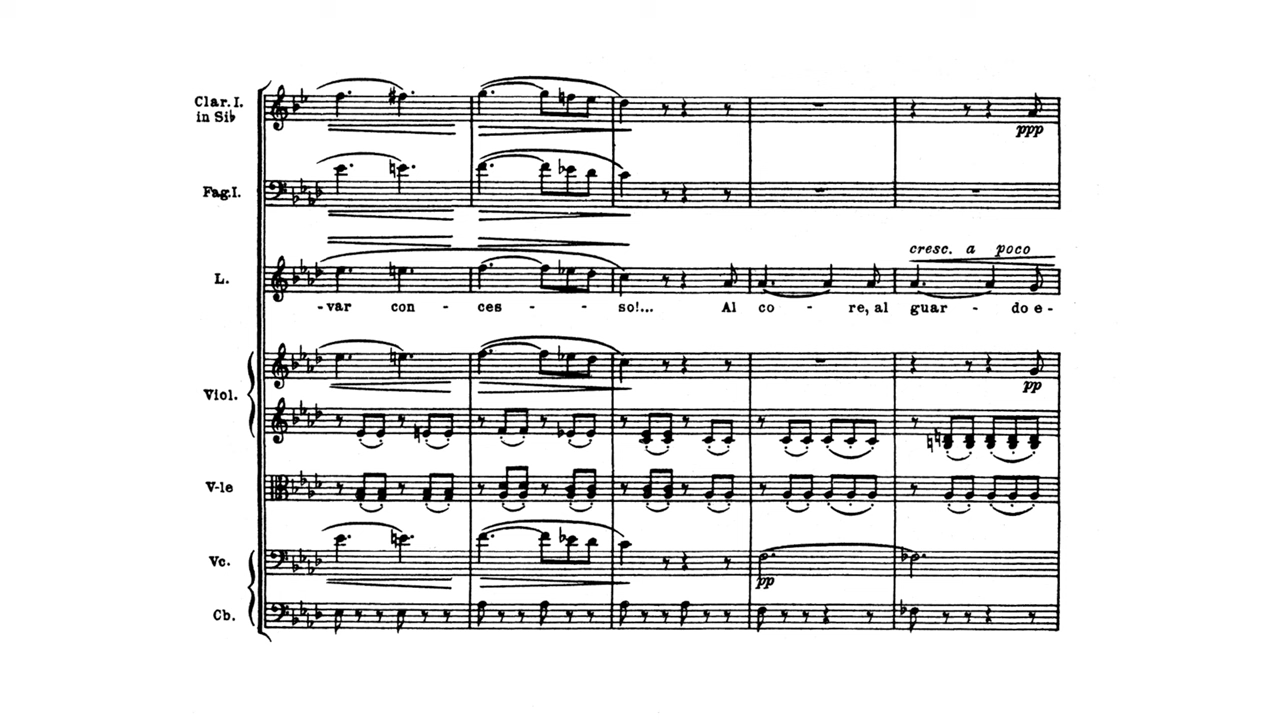 Clar. I.
in Si♭
ppp
Fag. I.
cresc. a poco
L.
-var con - ces - - so!... Al co - re, al guar - do e -
Viol.
pp
V-le
Vc.
pp
Cb.